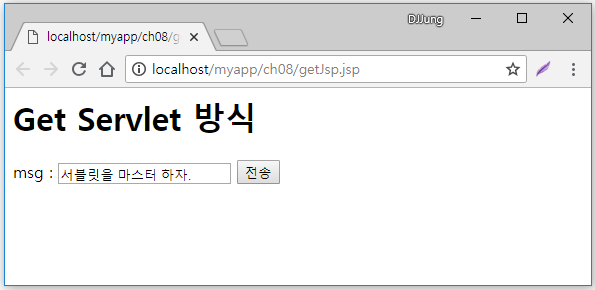 DJJung
localhost/myapp/ch08/g
localhost/myapp/ch08/getJsp.jsp
Get Servlet 방식
msg : 서블릿을 마스터 하자. 전송